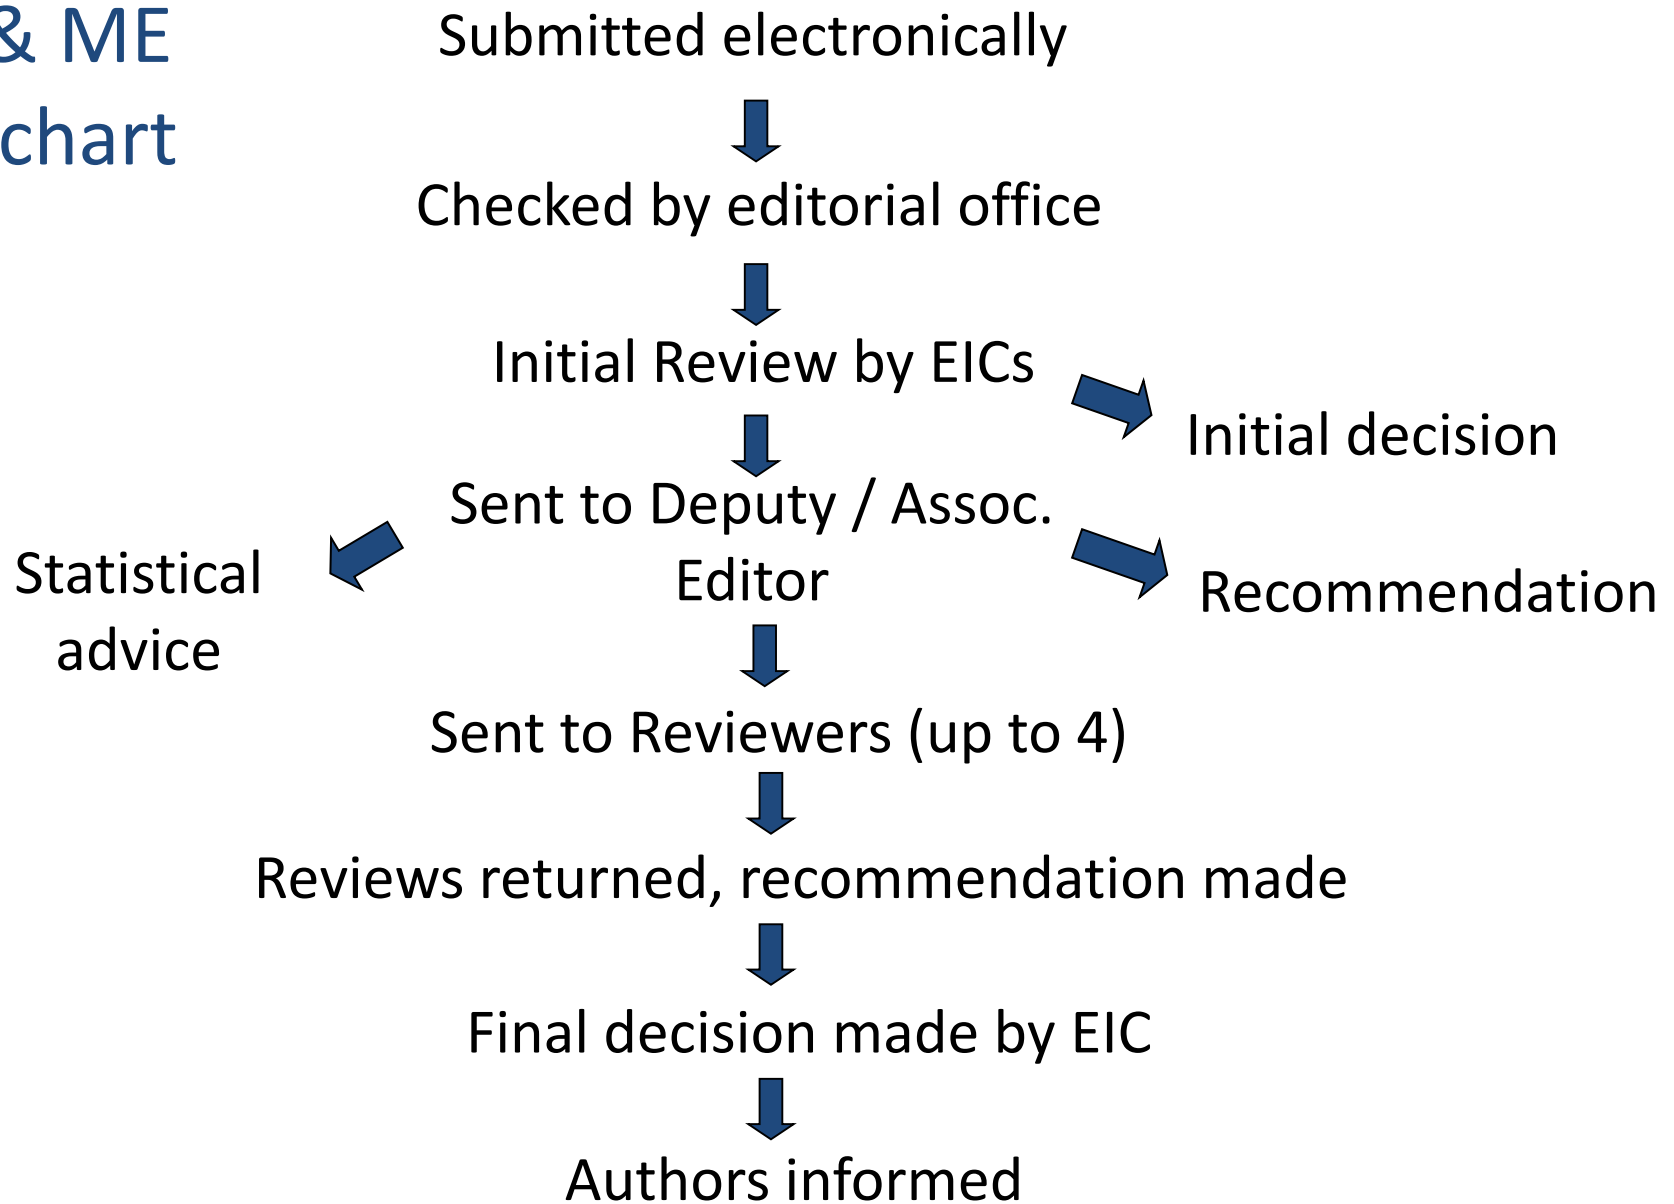 & ME
chart
Submitted electronically
Checked by editorial office
Initial Review by EICs
Initial decision
Sent to Deputy / Assoc.
Editor
Statistical
advice
Recommendation
Sent to Reviewers (up to 4)
Reviews returned, recommendation made
Final decision made by EIC
Authors informed